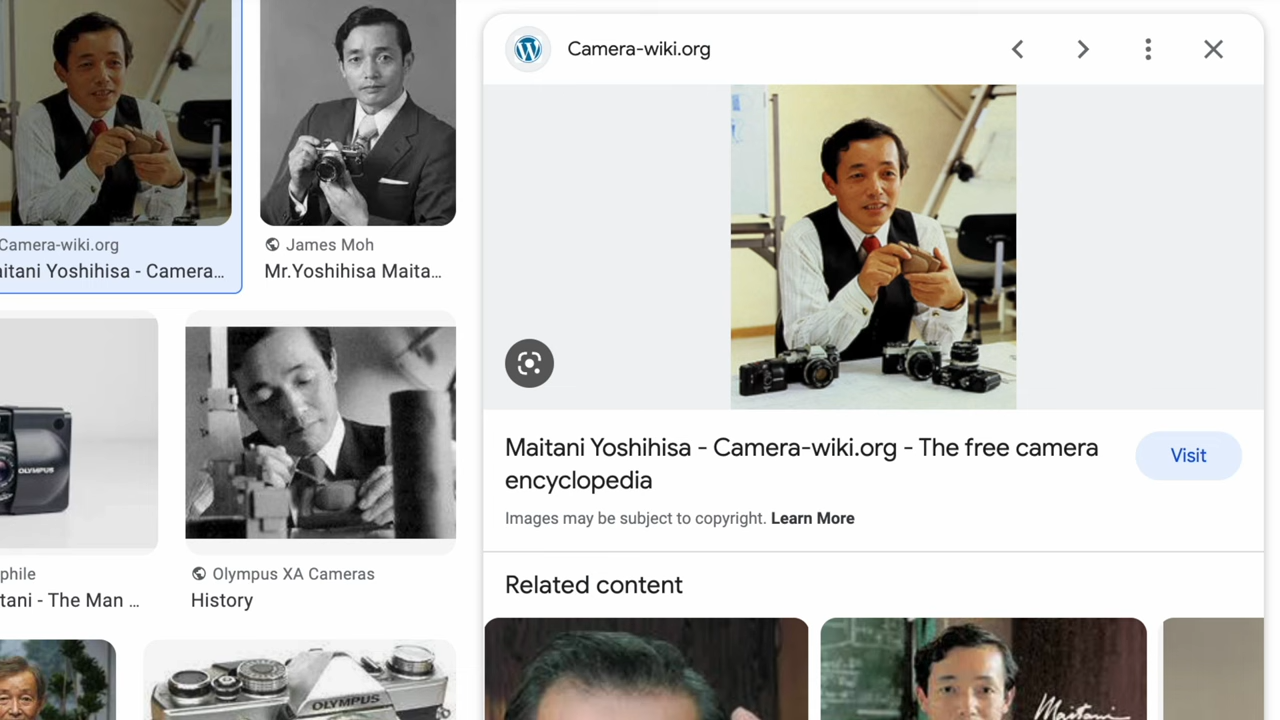 Camera-wiki.org
aitani Yoshihisa - Camera...
James Moh
Mr.Yoshihisa Maita...
OLYMPUS
phile
tani - The Man ...
Olympus XA Cameras
History
OLYMPUS
Camera-wiki.org
Maitani Yoshihisa - Camera-wiki.org - The free camera
encyclopedia
Visit
Images may be subject to copyright. Learn More
Related content
Maitani